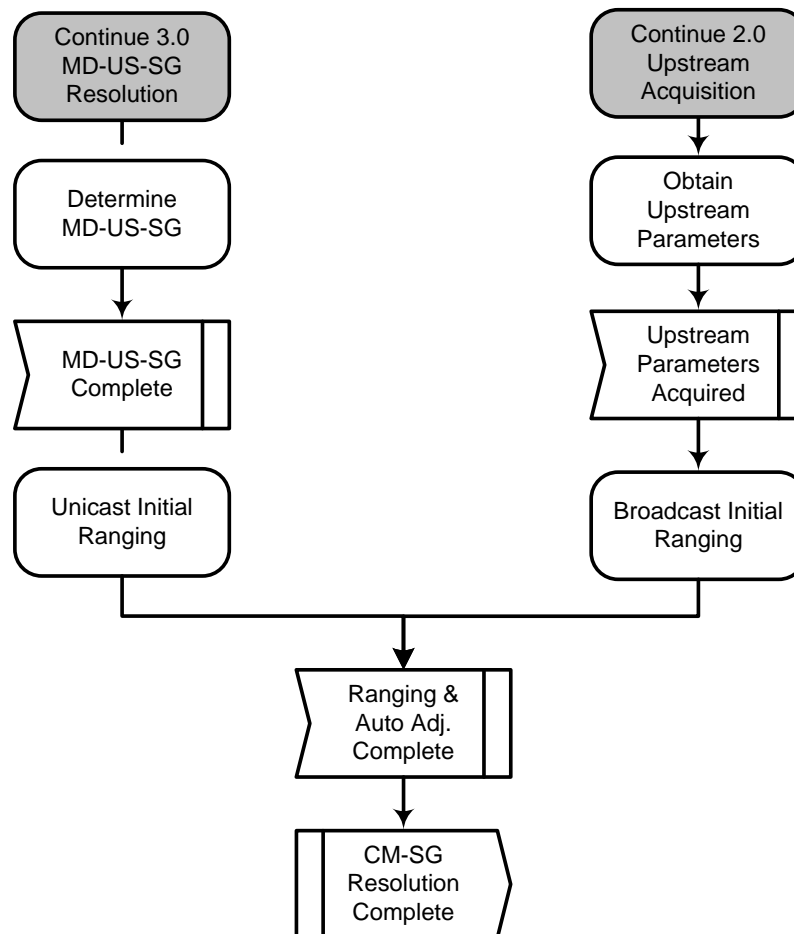 Continue 3.0
MD-US-SG
Resolution
Continue 2.0
Upstream
Acquisition
Determine
MD-US-SG
Obtain
Upstream
Parameters
MD-US-SG
Complete
Upstream
Parameters
Acquired
Unicast Initial
Ranging
Broadcast Initial
Ranging
Ranging &
Auto Adj.
Complete
CM-SG
Resolution
Complete